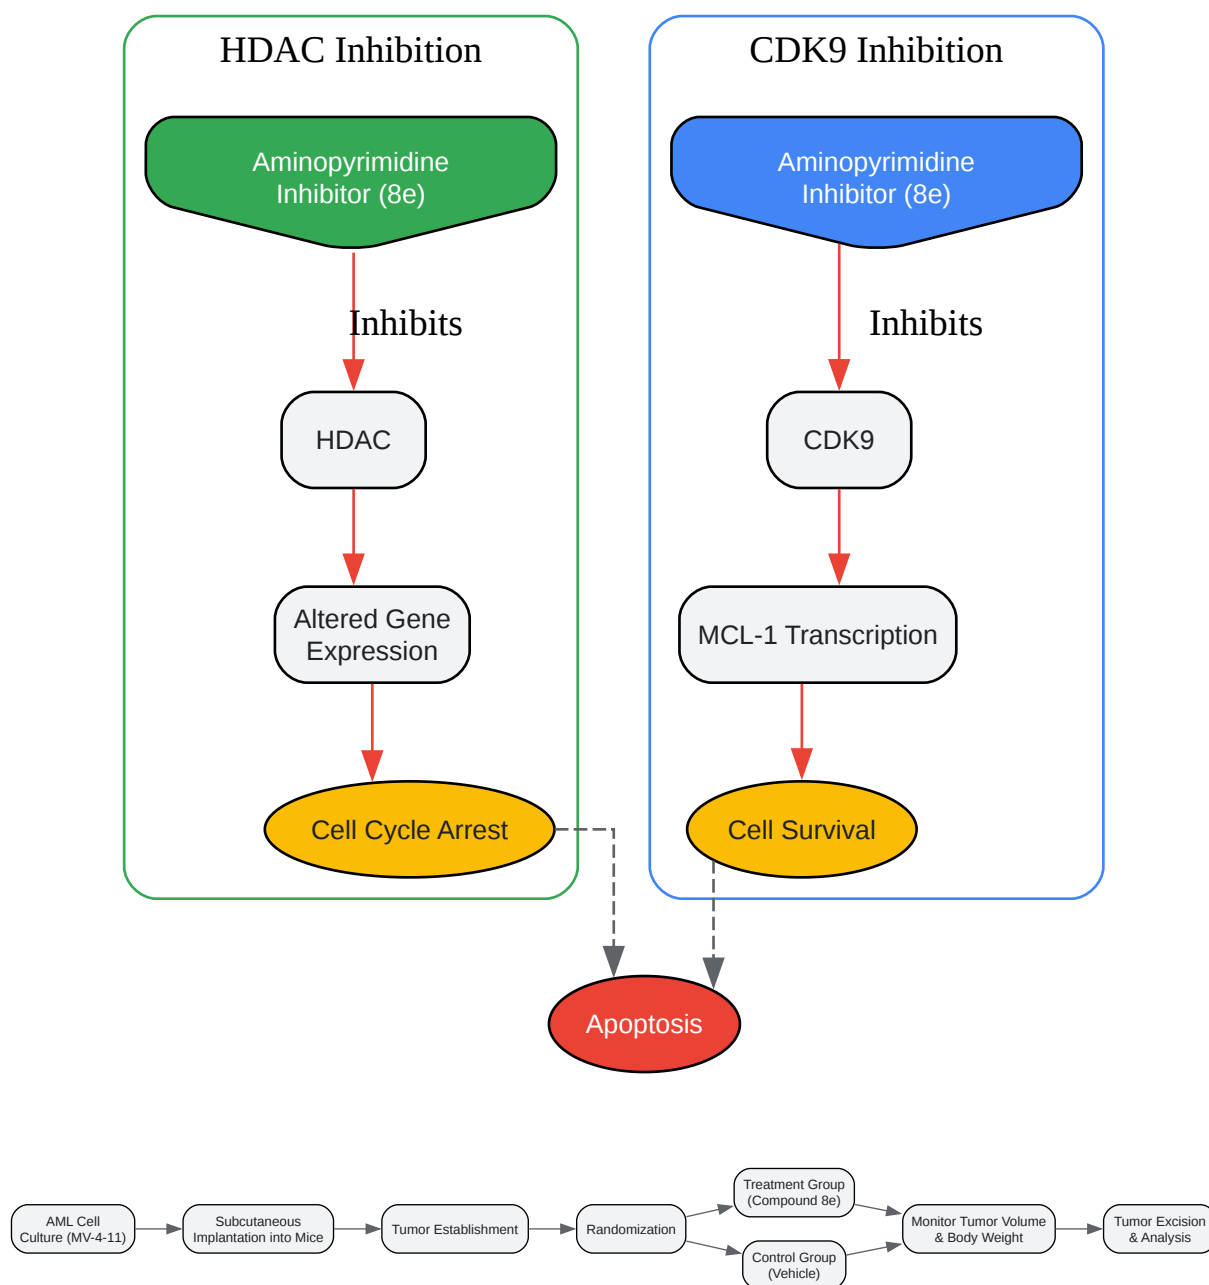 HDAC Inhibition
Aminopyrimidine
Inhibitor (8e)
Inhibits
HDAC
Altered Gene
Expression
Cell Cycle Arrest
CDK9 Inhibition
Aminopyrimidine
Inhibitor (8e)
Inhibits
CDK9
MCL-1 Transcription
Cell Survival
Apoptosis
AML Cell
Culture (MV-4-11)
Subcutaneous
Implantation into Mice
Tumor Establishment
Randomization
Treatment Group
(Compound 8e)
Control Group
(Vehicle)
Monitor Tumor Volume
& Body Weight
Tumor Excision
& Analysis